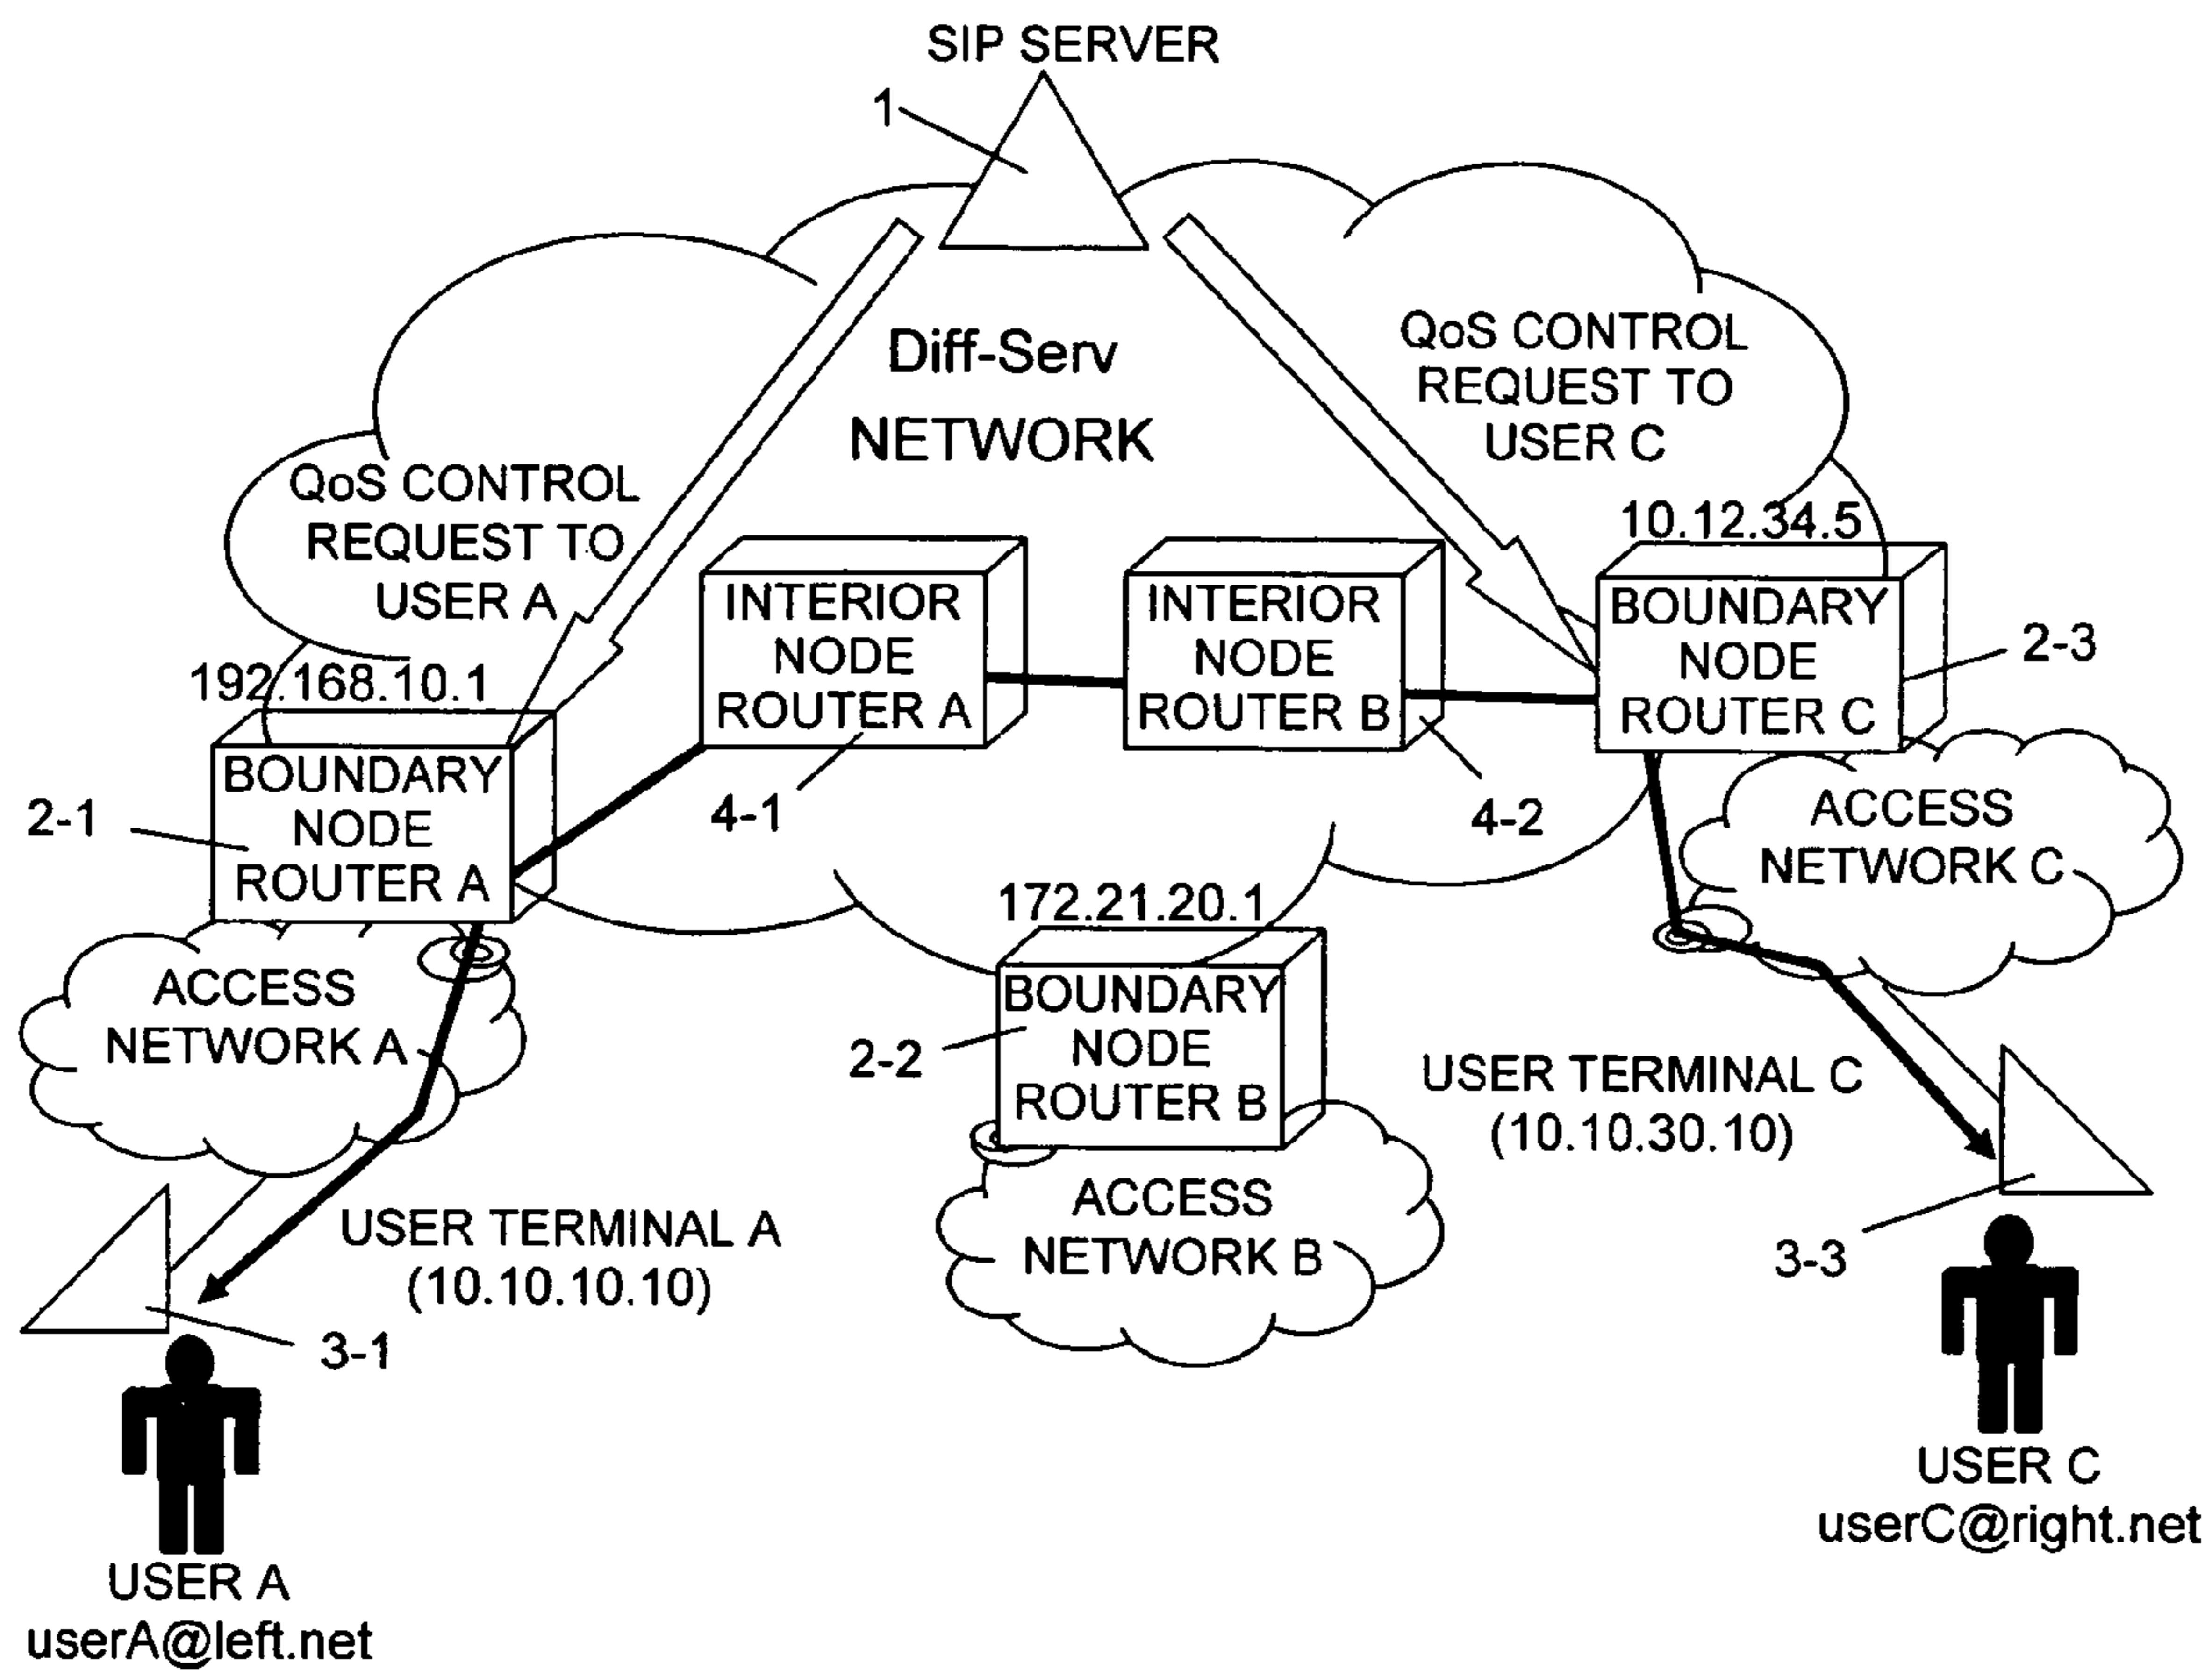 SIP SERVER
1
Diff-Serv
NETWORK
QoS CONTROL
REQUEST TO
USER C
QoS CONTROL
REQUEST TO
USER A
10.12.34.5
192.168.10.1
INTERIOR
NODE
ROUTER A
INTERIOR
NODE
ROUTER B
BOUNDARY
NODE
ROUTER C
2-3
BOUNDARY
NODE
ROUTER A
2-1
4-1
4-2
ACCESS
NETWORK C
172.21.20.1
BOUNDARY
NODE
ROUTER B
2-2
ACCESS
NETWORK A
USER TERMINAL C
(10.10.30.10)
ACCESS
NETWORK B
USER TERMINAL A
(10.10.10.10)
3-3
3-1
USER C
userC@right.net
USER A
userA@left.net